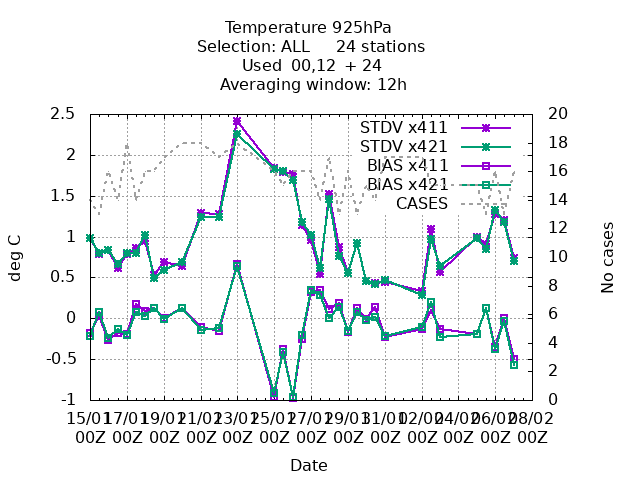 Temperature 925hPa
Selection: ALL 24 stations
Used 00,12 + 24
Averaging window: 12h
2.5
2
1.5
1
0.5
0
-0.5
-1
deg C
20
18
16
14
12
10
8
6
4
2
0
No cases
STDV x411
STDV x421
BIAS x411
BIAS x421
CASES
15/01 17/01 19/01 21/01 23/01 25/01 27/01 29/01 31/01 02/02 04/02 06/02 08/02
00Z 00Z 00Z 00Z 00Z 00Z 00Z 00Z 00Z 00Z 00Z 00Z 00Z
Date